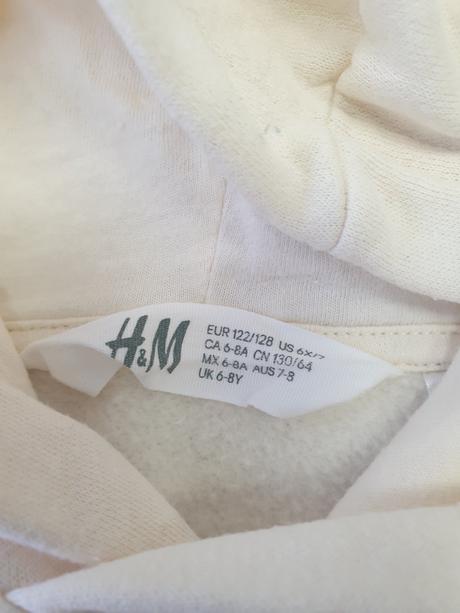 H&M
EUR 122/128 US 6X/7
CA 6-8A CN 130/64
MX 6-8A AUS 7-8
UK 6-8Y